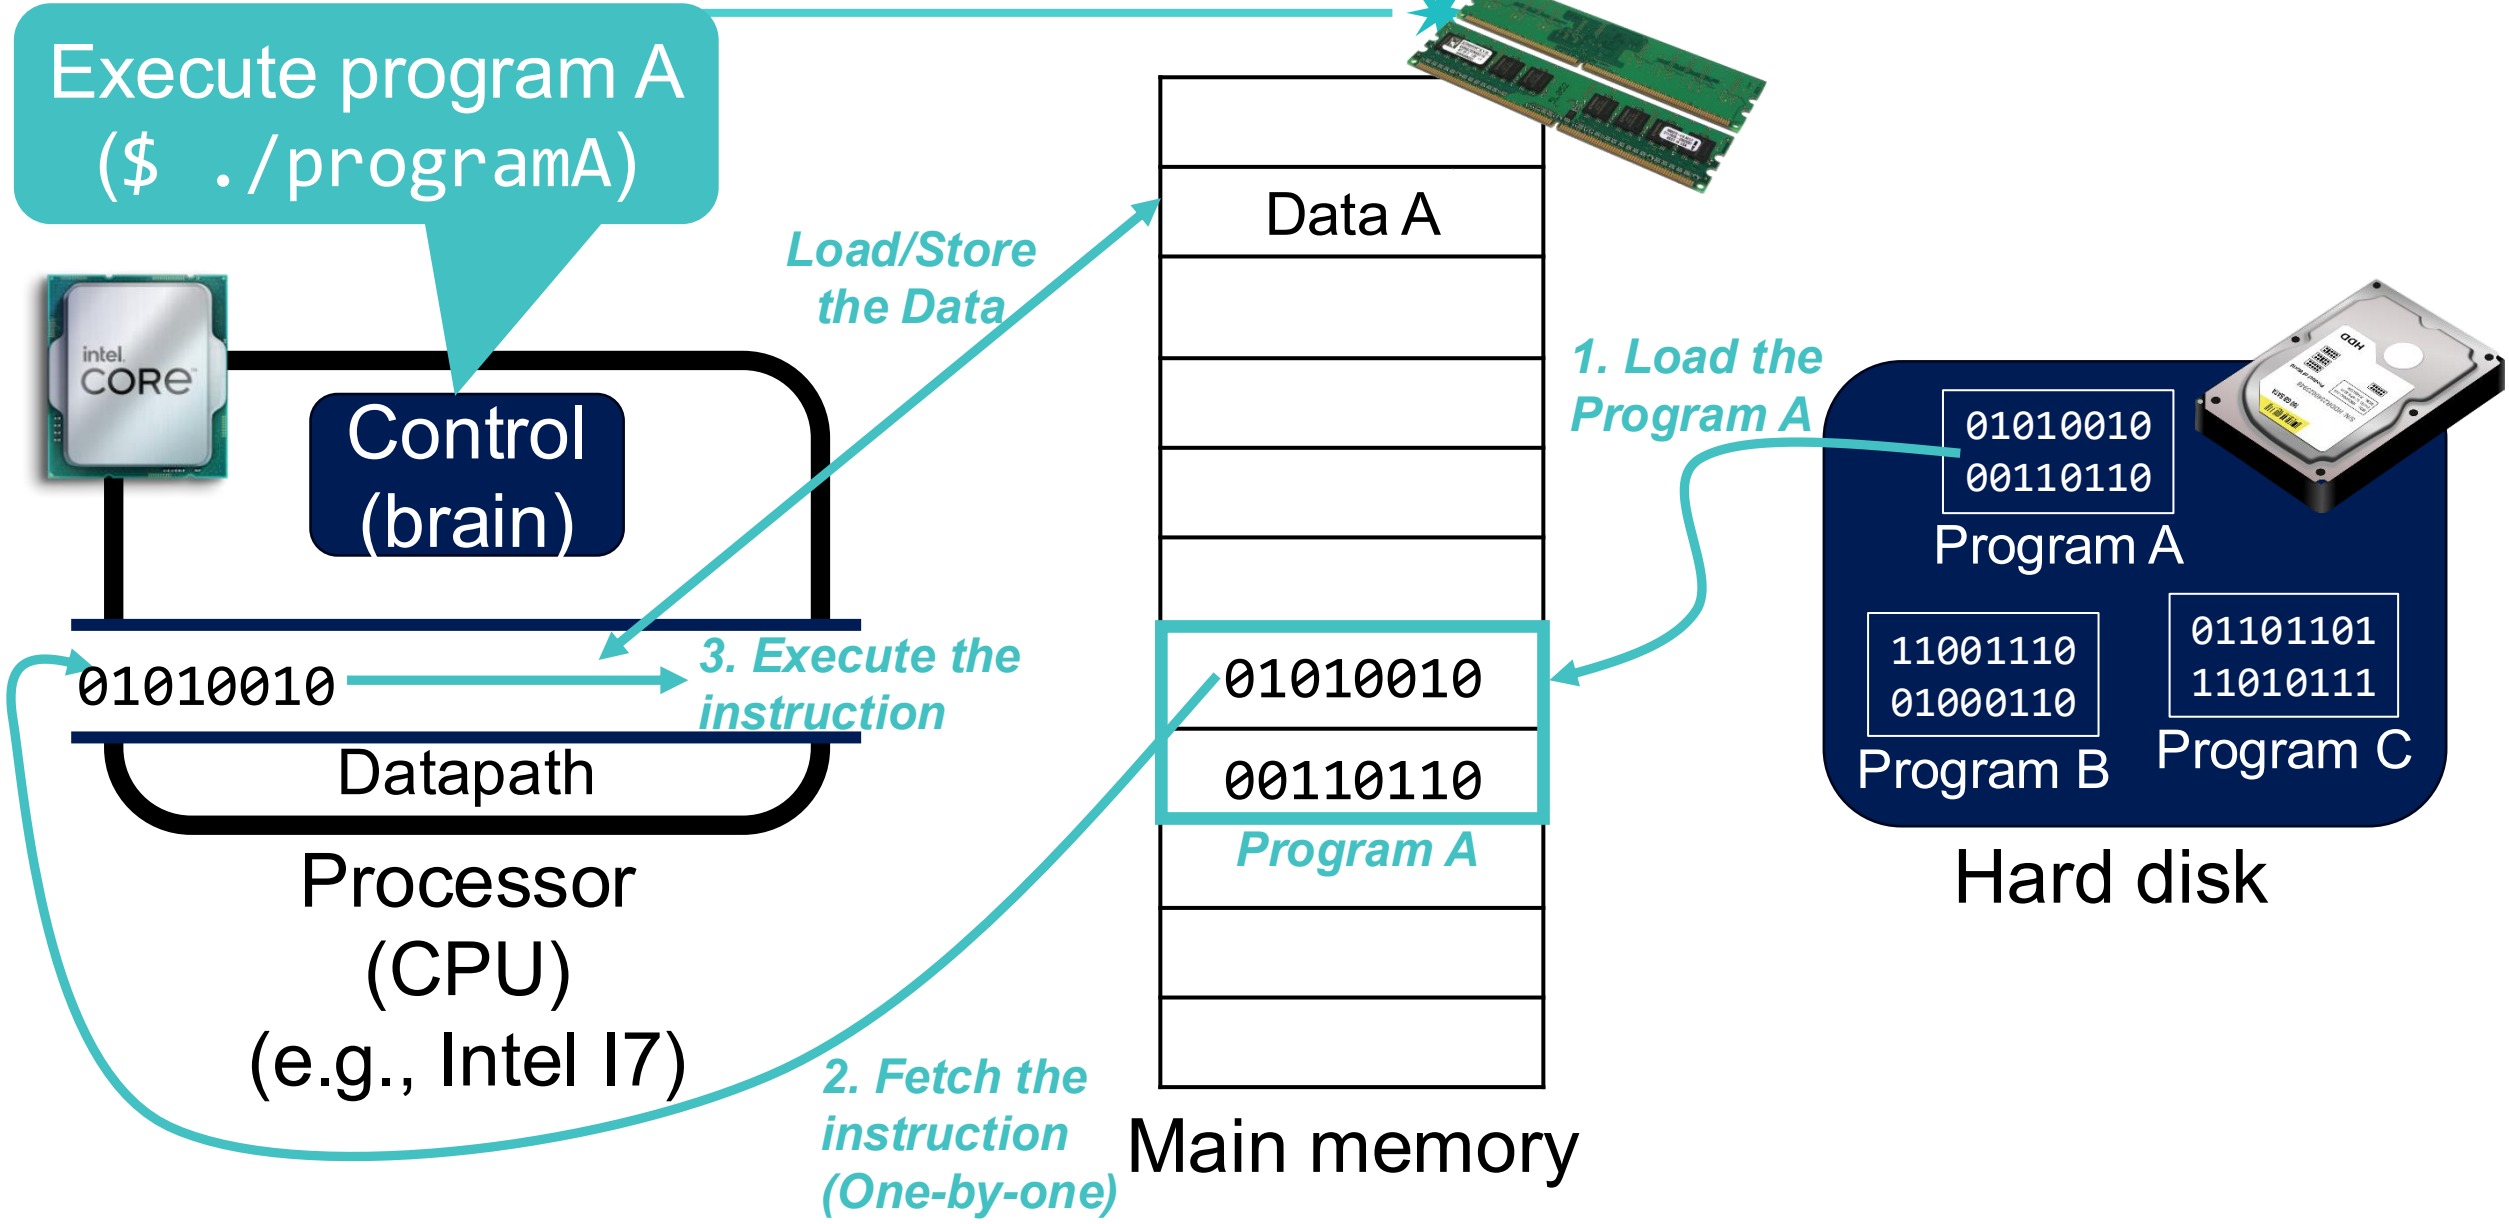 Execute program A
($ ./programA)
intel.
CORE
Control
(brain)
Load/Store
the Data
01010010
3. Execute the
instruction
Datapath
Processor
(CPU)
(e.g., Intel I7)
2. Fetch the
instruction
(One-by-one)
Data A
01010010
00110110
Program A
Main memory
1. Load the
Program A
HDD
01010010
00110110
Program A
11001110
01000110
Program B
01101101
11010111
Program C
Hard disk